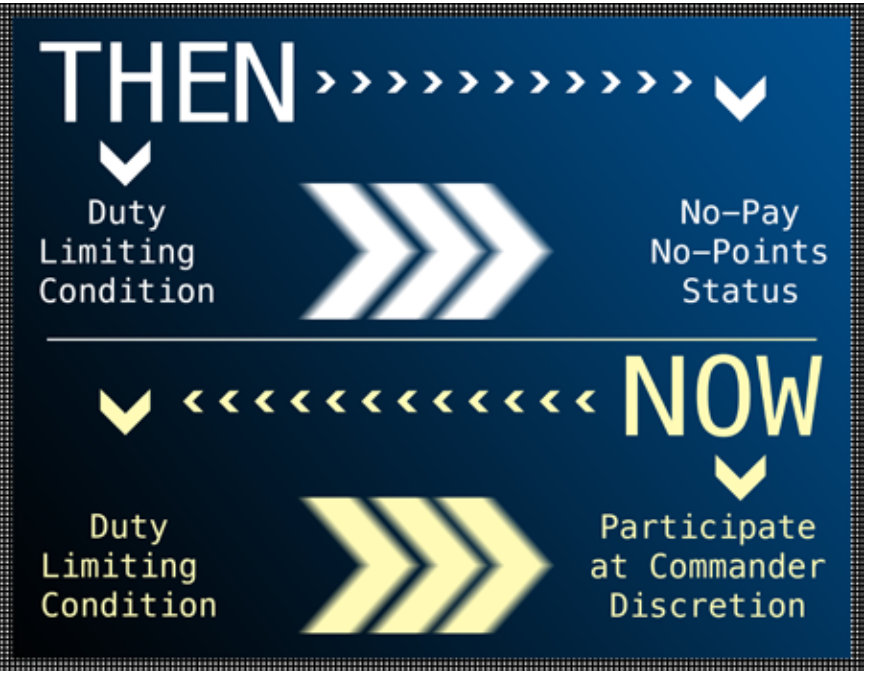 THEN
Duty
Limiting
Condition
No-Pay
No-Points
Status
NOW
Duty
Limiting
Condition
Participate
at Commander
Discretion